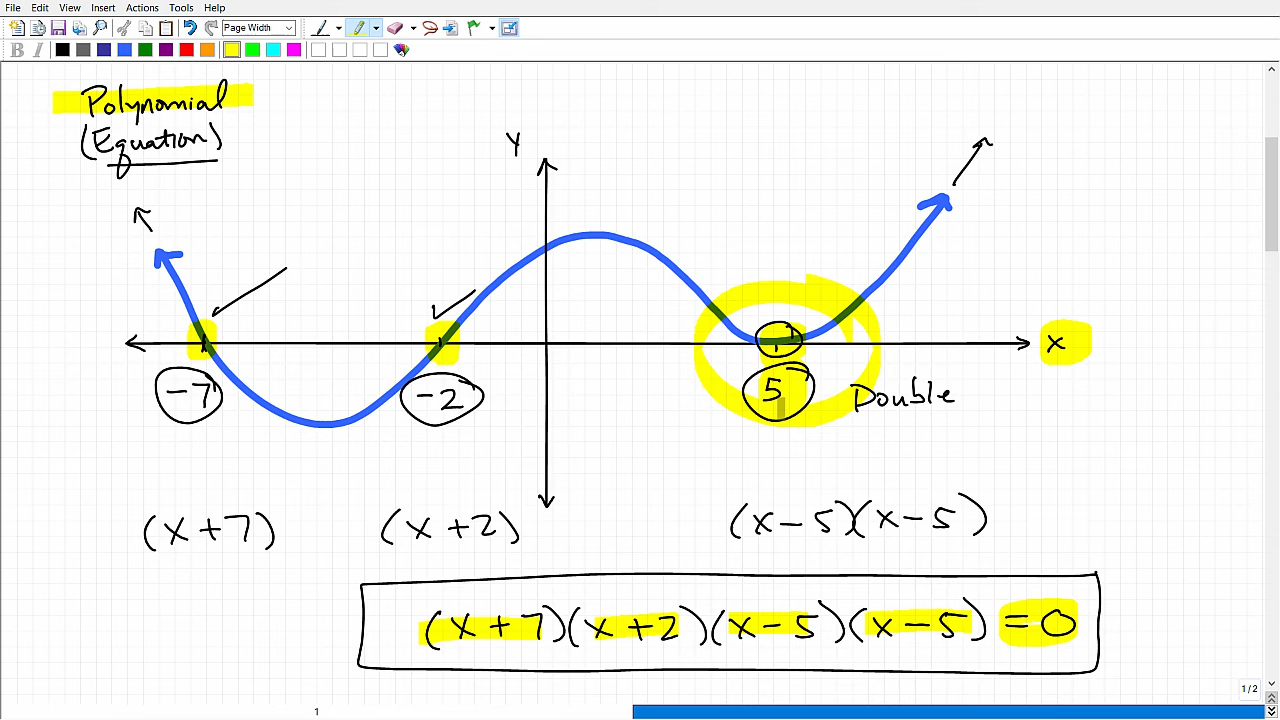 File Edit View Insert Actions Tools Help
Page Width
B I
Polynomial
(Equation)
Y
x
-7
-2
5
Double
(x+7)
(x+2)
(x-5)(x-5)
(x+7)(x+2)(x-5)(x-5) = 0
1/2
1